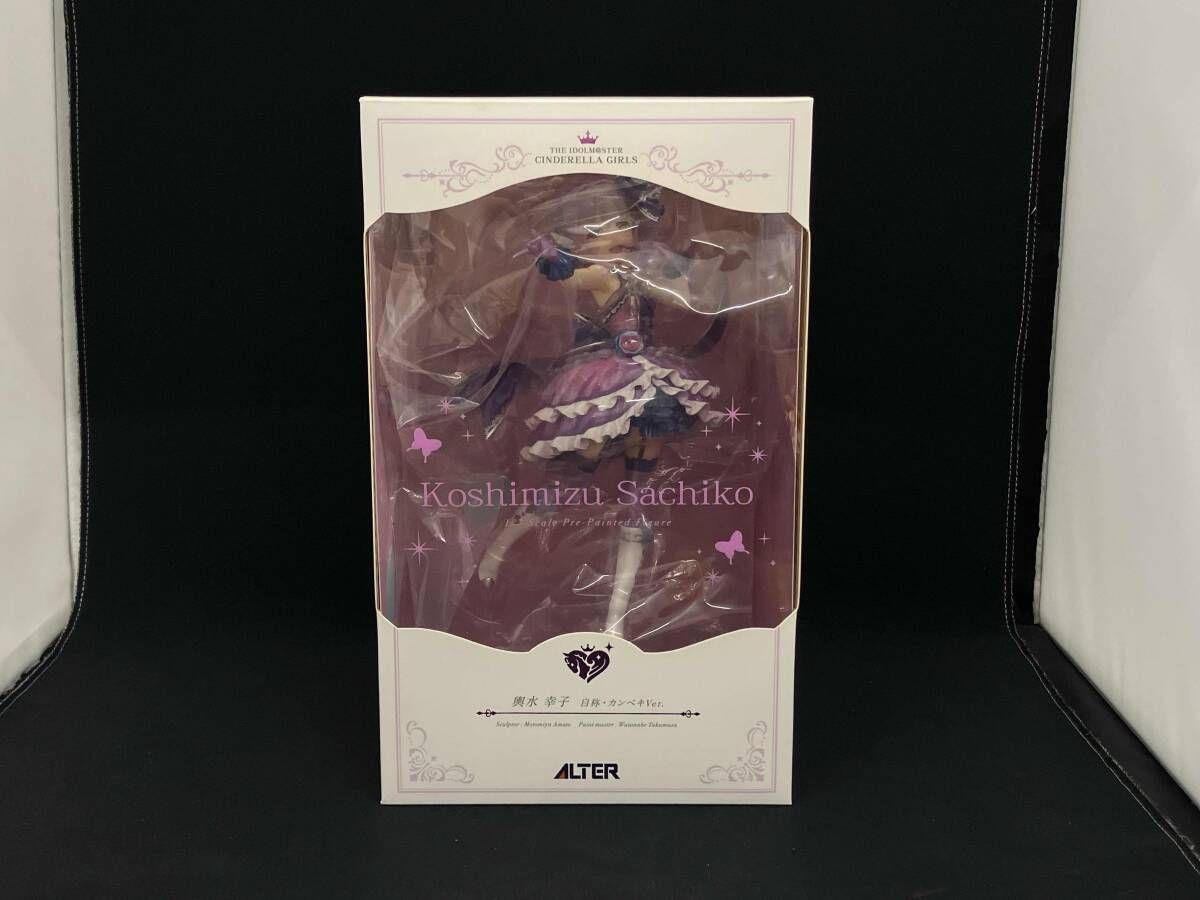 THE IDOLM@STER
CINDERELLA GIRLS
Koshimizu Sachiko
Scale Pre-Painted Figure
輿水 幸子 自称・カンペキVer.
Sculptor : Motomiya Amato Paint master : Watanabe Takamasa
ALTER